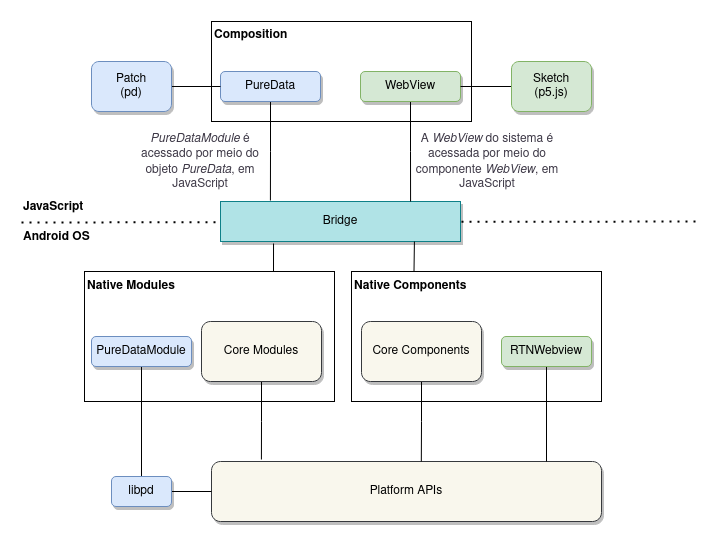 Composition
Patch
(pd)
PureData
WebView
Sketch
(p5.js)
PureDataModule é
acessado por meio do
objeto PureData, em
JavaScript
A WebView do sistema é
acessada por meio do
componente WebView, em
JavaScript
JavaScript
Bridge
Android OS
Native Modules
Native Components
PureDataModule
Core Modules
Core Components
RTNWebview
libpd
Platform APIs